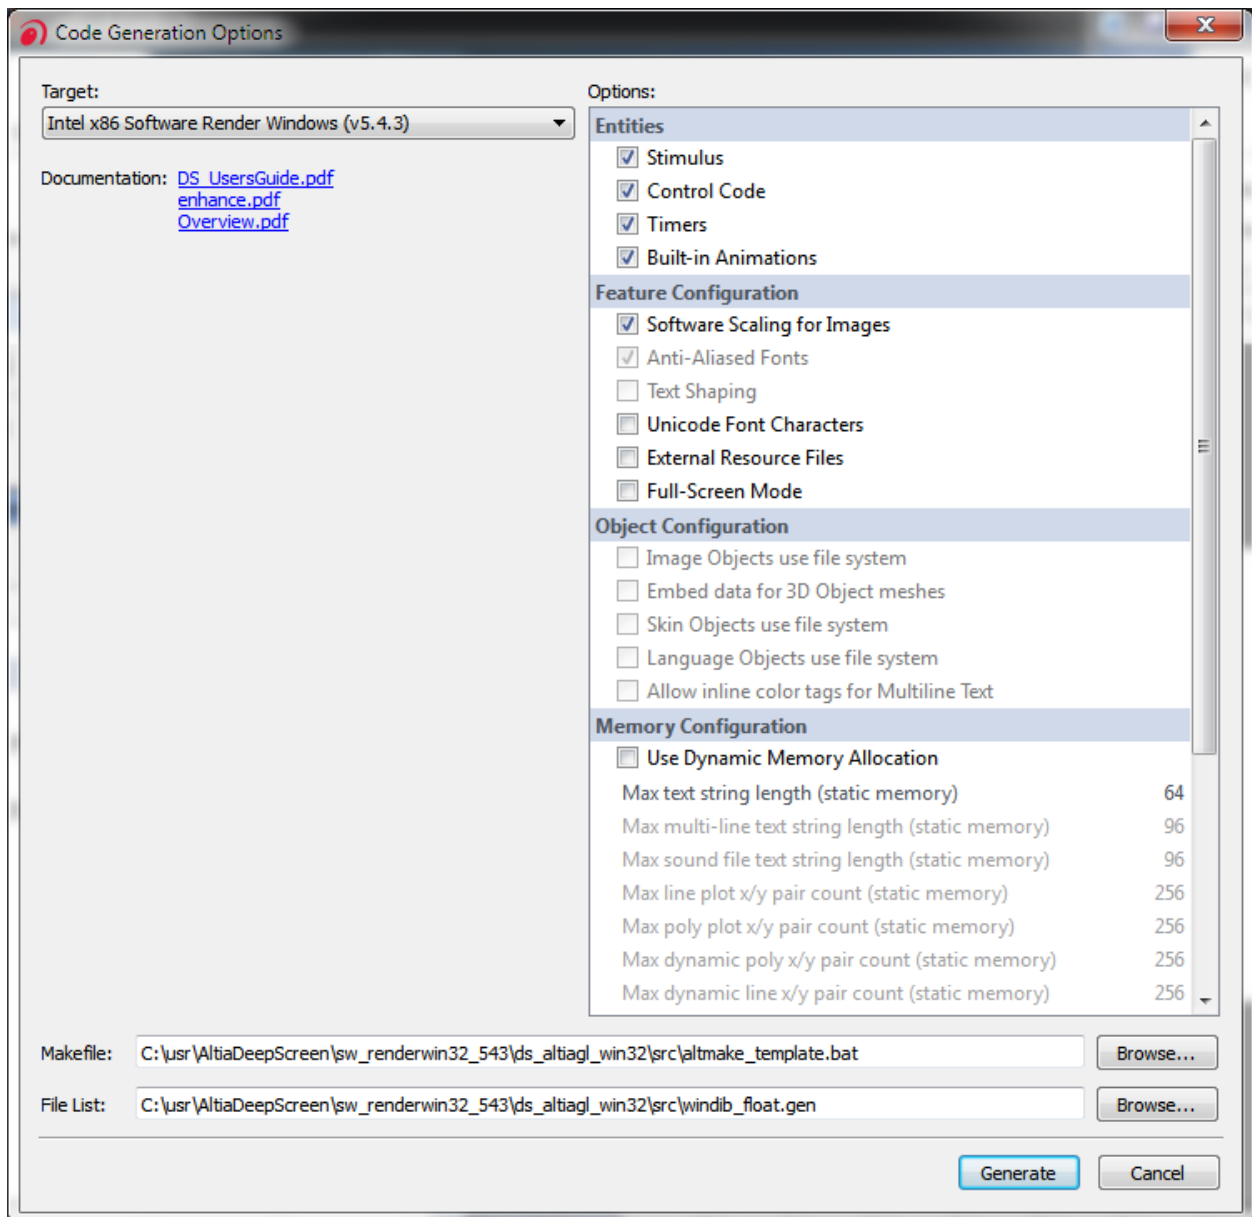 Code Generation Options
Target:
Intel x86 Software Render Windows (v5.4.3)
Documentation: DS_UsersGuide.pdf
enhance.pdf
Overview.pdf
Options:
Entities
Stimulus
Control Code
Timers
Built-in Animations
Feature Configuration
Software Scaling for Images
Anti-Aliased Fonts
Text Shaping
Unicode Font Characters
External Resource Files
Full-Screen Mode
Object Configuration
Image Objects use file system
Embed data for 3D Object meshes
Skin Objects use file system
Language Objects use file system
Allow inline color tags for Multiline Text
Memory Configuration
Use Dynamic Memory Allocation
Max text string length (static memory) 64
Max multi-line text string length (static memory) 96
Max sound file text string length (static memory) 96
Max line plot x/y pair count (static memory) 256
Max poly plot x/y pair count (static memory) 256
Max dynamic poly x/y pair count (static memory) 256
Max dynamic line x/y pair count (static memory) 256
Makefile: C:\usr\AltiaDeepScreen\sw_renderwin32_543\ds_altiagl_win32\src\altmake_template.bat Browse...
File List: C:\usr\AltiaDeepScreen\sw_renderwin32_543\ds_altiagl_win32\src\windib_float.gen Browse...
Generate Cancel